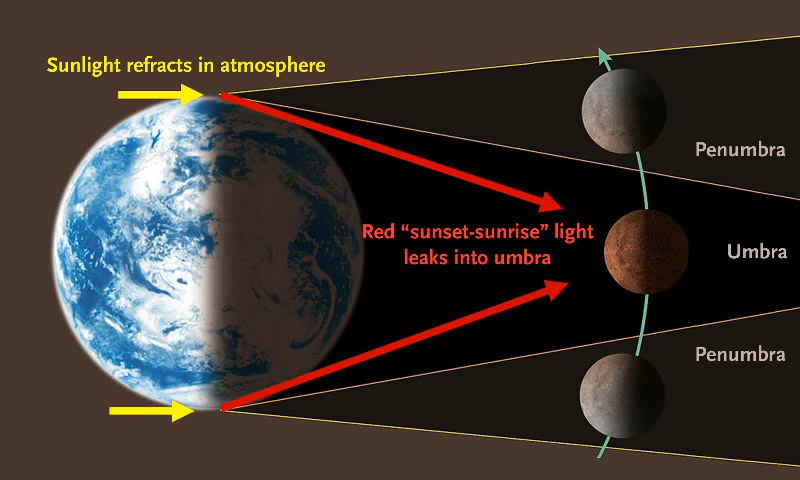 Sunlight refracts in atmosphere
Penumbra
Red “sunset-sunrise” light
leaks into umbra
Umbra
Penumbra